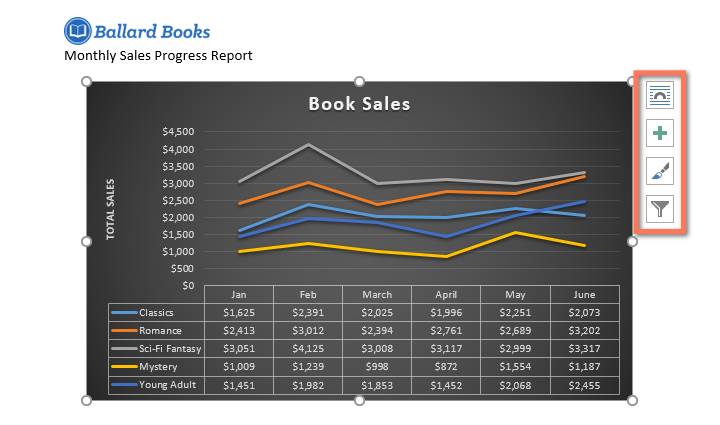 Ballard Books
Monthly Sales Progress Report
Book Sales
TOTAL SALES
$4,500
$4,000
$3,500
$3,000
$2,500
$2,000
$1,500
$1,000
$500
$0
Jan Feb March April May June
Classics $1,625 $2,391 $2,025 $1,996 $2,251 $2,073
Romance $2,413 $3,012 $2,394 $2,761 $2,689 $3,202
Sci-Fi Fantasy $3,051 $4,125 $3,008 $3,117 $2,999 $3,317
Mystery $1,009 $1,239 $998 $872 $1,554 $1,187
Young Adult $1,451 $1,982 $1,853 $1,452 $2,068 $2,455